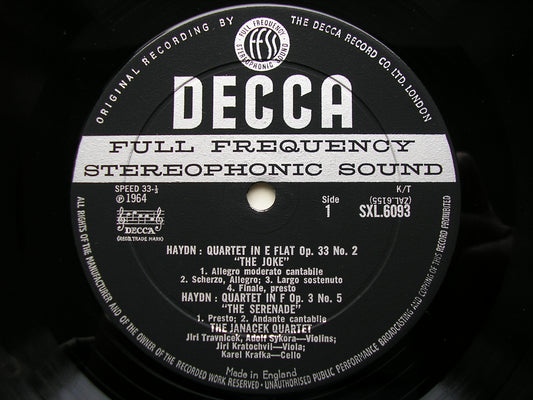 ORIGINAL RECORDING BY THE DECCA RECORD CO. LTD. LONDON
FULL FREQUENCY
ffss
STEREOPHONIC SOUND
DECCA
FULL FREQUENCY
STEREOPHONIC SOUND
SPEED 33-⅓
℗ 1964
DECCA
TRADE MARK
K/T
(ZAL.6155)
Side
1
SXL.6093
HAYDN : QUARTET IN E FLAT Op. 33 No. 2
"THE JOKE"
1. Allegro moderato cantabile
2. Scherzo, Allegro; 3. Largo sostenuto
4. Finale, presto
HAYDN : QUARTET IN F Op. 3 No. 5
"THE SERENADE"
1. Presto; 2. Andante cantabile
THE JANACEK QUARTET
Jiri Travnicek, Adolf Sykora—Violins;
Jiri Kratochvil—Viola;
Karel Krafka—Cello
Made in England
ALL RIGHTS OF THE MANUFACTURER AND OF THE OWNER OF THE RECORDED WORK RESERVED · UNAUTHORISED PUBLIC PERFORMANCE BROADCASTING AND COPYING OF THIS RECORD PROHIBITED